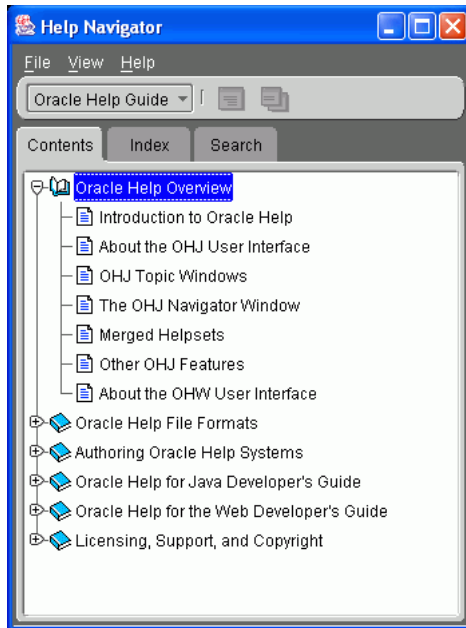 Help Navigator
File View Help
Oracle Help Guide
Contents Index Search
Oracle Help Overview
Introduction to Oracle Help
About the OHJ User Interface
OHJ Topic Windows
The OHJ Navigator Window
Merged Helpsets
Other OHJ Features
About the OHW User Interface
Oracle Help File Formats
Authoring Oracle Help Systems
Oracle Help for Java Developer's Guide
Oracle Help for the Web Developer's Guide
Licensing, Support, and Copyright